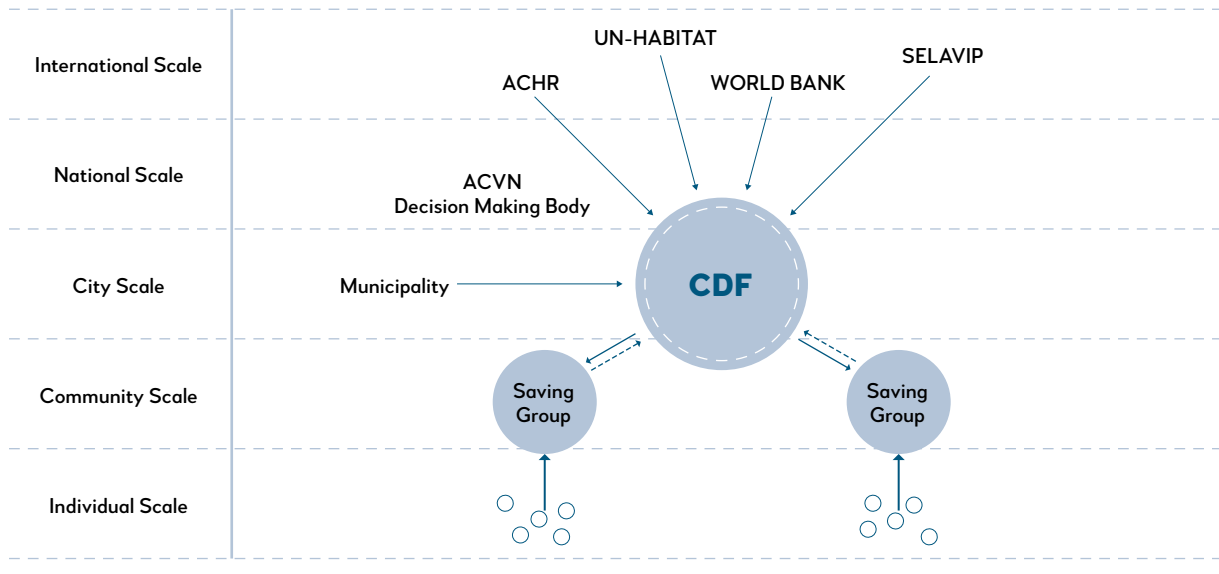 International Scale
UN-HABITAT
SELAVIP
ACHR
WORLD BANK
National Scale
ACVN
Decision Making Body
City Scale
Municipality
CDF
Community Scale
Saving
Group
Saving
Group
Individual Scale